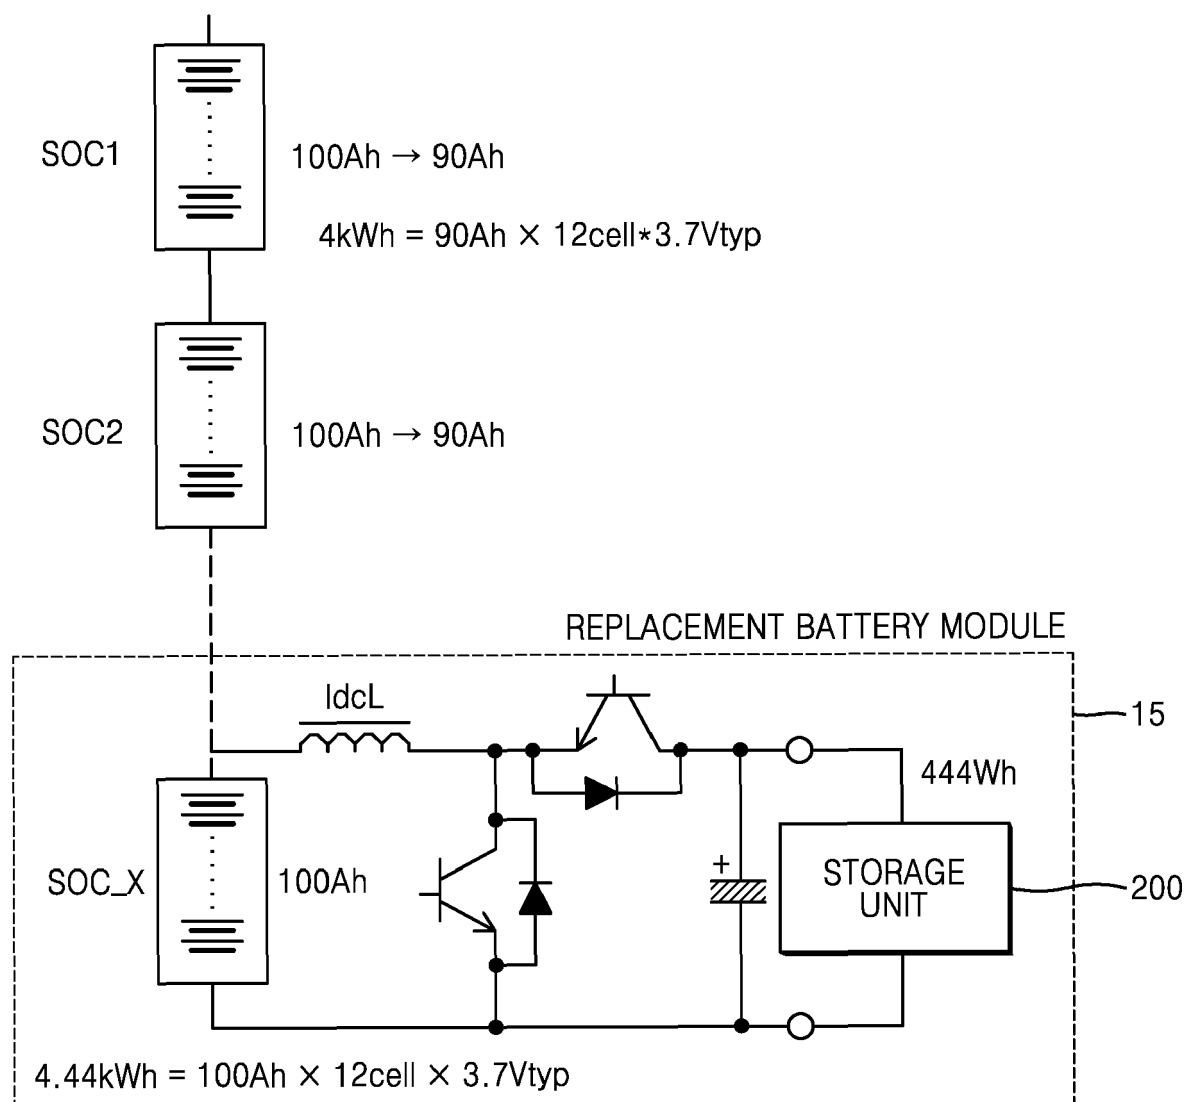 SOC1
100Ah → 90Ah
4kWh = 90Ah × 12cell*3.7Vtyp
SOC2
100Ah → 90Ah
REPLACEMENT BATTERY MODULE
IdcL
15
444Wh
SOC_X
100Ah
+
STORAGE
UNIT
200
4.44kWh = 100Ah × 12cell × 3.7Vtyp